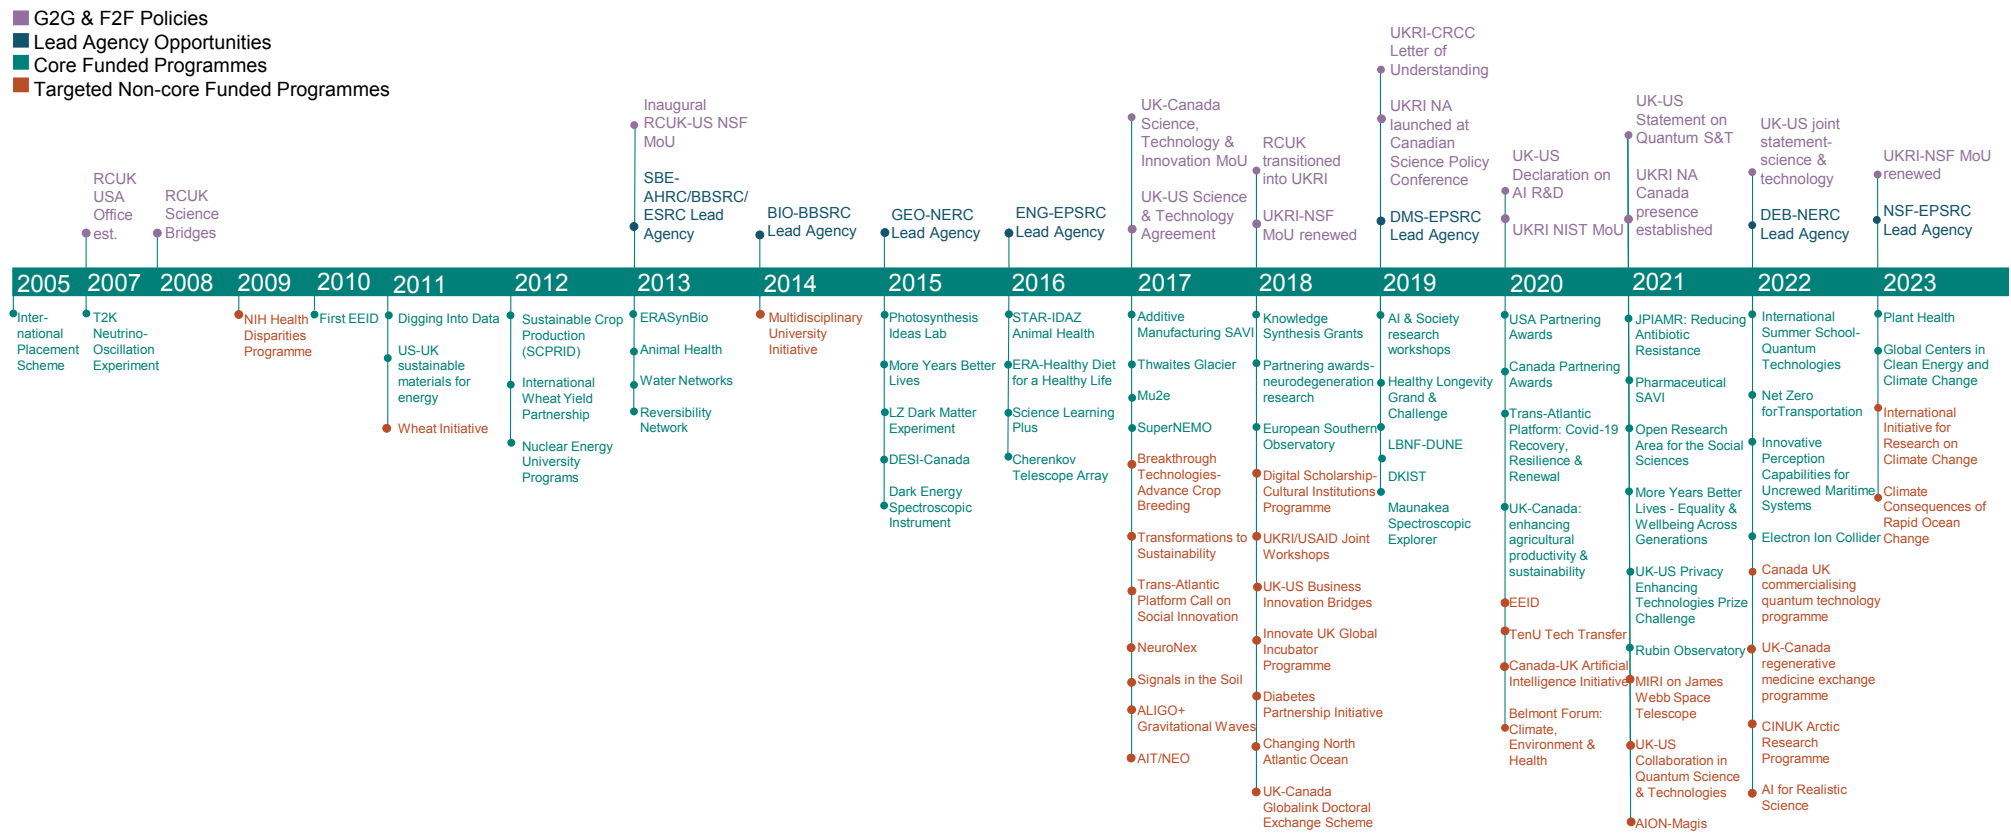 G2G & F2F Policies
Lead Agency Opportunities
Core Funded Programmes
Targeted Non-core Funded Programmes
RCUK
USA
Office
est.
RCUK
Science
Bridges
Inaugural
RCUK-US NSF
MoU
SBE-
AHRC/BBSRC/
ESRC Lead
Agency
BIO-BBSRC
Lead Agency
GEO-NERC
Lead Agency
ENG-EPSRC
Lead Agency
UK-Canada
Science,
Technology &
Innovation MoU
UK-US Science
& Technology
Agreement
RCUK
transitioned
into UKRI
UKRI-NSF
MoU renewed
UKRI-CRCC
Letter of
Understanding
UKRI NA
launched at
Canadian
Science Policy
Conference
DMS-EPSRC
Lead Agency
UK-US
Declaration on
AI R&D
UKRI NIST MoU
UK-US
Statement on
Quantum S&T
UKRI NA
Canada
presence
established
UK-US joint
statement-
science &
technology
DEB-NERC
Lead Agency
UKRI-NSF MoU
renewed
NSF-EPSRC
Lead Agency
2005
2007
2008
2009
2010
2011
2012
2013
2014
2015
2016
2017
2018
2019
2020
2021
2022
2023
Inter-
national
Placement
Scheme
T2K
Neutrino-
Oscillation
Experiment
NIH Health
Disparities
Programme
First EEID
Digging Into Data
US-UK
sustainable
materials for
energy
Wheat Initiative
Sustainable Crop
Production
(SCPRID)
International
Wheat Yield
Partnership
Nuclear Energy
University
Programs
ERASynBio
Animal Health
Water Networks
Reversibility
Network
Multidisciplinary
University
Initiative
Photosynthesis
Ideas Lab
More Years Better
Lives
LZ Dark Matter
Experiment
DESI-Canada
Dark Energy
Spectroscopic
Instrument
STAR-IDAZ
Animal Health
ERA-Healthy Diet
for a Healthy Life
Science Learning
Plus
Cherenkov
Telescope Array
Additive
Manufacturing SAVI
Thwaites Glacier
Mu2e
SuperNEMO
Breakthrough
Technologies-
Advance Crop
Breeding
Transformations to
Sustainability
Trans-Atlantic
Platform Call on
Social Innovation
NeuroNex
Signals in the Soil
ALIGO+
Gravitational Waves
AIT/NEO
Knowledge
Synthesis Grants
Partnering awards-
neurodegeneration
research
European Southern
Observatory
Digital Scholarship-
Cultural Institutions
Programme
UKRI/USAID Joint
Workshops
UK-US Business
Innovation Bridges
Innovate UK Global
Incubator
Programme
Diabetes
Partnership Initiative
Changing North
Atlantic Ocean
UK-Canada
Globalink Doctoral
Exchange Scheme
AI & Society
research
workshops
Healthy Longevity
Grand &
Challenge
LBNF-DUNE
DKIST
Maunakea
Spectroscopic
Explorer
USA Partnering
Awards
Canada Partnering
Awards
Trans-Atlantic
Platform: Covid-19
Recovery,
Resilience &
Renewal
UK-Canada:
enhancing
agricultural
productivity &
sustainability
EEID
TenU Tech Transfer
Canada-UK Artificial
Intelligence Initiative
Belmont Forum:
Climate,
Environment &
Health
JPIAMR: Reducing
Antibiotic
Resistance
Pharmaceutical
SAVI
Open Research
Area for the Social
Sciences
More Years Better
Lives - Equality &
Wellbeing Across
Generations
UK-US Privacy
Enhancing
Technologies Prize
Challenge
Rubin Observatory
MIRI on James
Webb Space
Telescope
UK-US
Collaboration in
Quantum Science
& Technologies
AION-Magis
International
Summer School-
Quantum
Technologies
Net Zero
forTransportation
Innovative
Perception
Capabilities for
Uncrewed Maritime
Systems
Electron Ion Collider
Canada UK
commercialising
quantum technology
programme
UK-Canada
regenerative
medicine exchange
programme
CINUK Arctic
Research
Programme
AI for Realistic
Science
Plant Health
Global Centers in
Clean Energy and
Climate Change
International
Initiative for
Research on
Climate Change
Climate
Consequences of
Rapid Ocean
Change